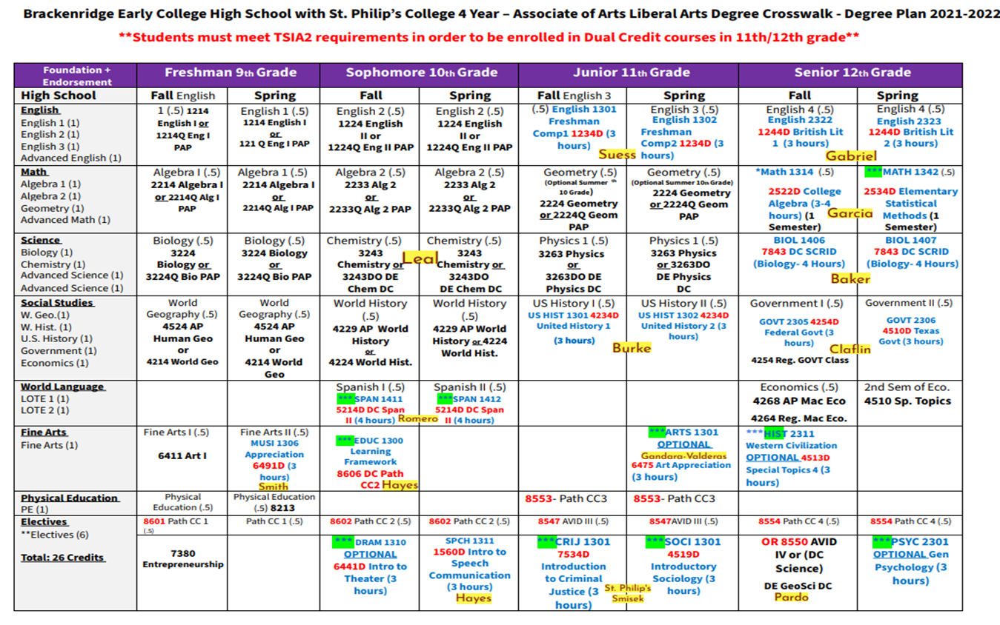 Brackenridge Early College High School with St. Philip's College 4 Year – Associate of Arts Liberal Arts Degree Crosswalk - Degree Plan 2021-2022
**Students must meet TSIA2 requirements in order to be enrolled in Dual Credit courses in 11th/12th grade**
Foundation +
Endorsement
Freshman 9th Grade
Sophomore 10th Grade
Junior 11th Grade
Senior 12th Grade
High School
Fall English
Spring
Fall
Spring
Fall English 3
Spring
Fall
Spring
English
English 1 (1)
English 2 (1)
English 3 (1)
Advanced English (1)
1 (.5) 1214
English I or
1214Q Eng I
PAP
English 1 (.5)
1214 English I
or
121 Q Eng I PAP
English 2 (.5)
1224 English
II or
1224Q Eng II PAP
English 2 (.5)
1224 English
II or
1224Q Eng II PAP
(.5) English 1301
Freshman
Comp1 1234D (3
hours)
Suess
English 3 (.5)
English 1302
Freshman
Comp2 1234D (3
hours)
English 4 (.5)
English 2322
1244D British Lit
1 (3 hours)
Gabriel
English 4 (.5)
English 2323
1244D British Lit
2 (3 hours)
Math
Algebra 1 (1)
Algebra 2 (1)
Geometry (1)
Advanced Math (1)
Algebra I (.5)
2214 Algebra I
or 2214Q Alg I
PAP
Algebra 1 (.5)
2214 Algebra I
or
2214Q Alg I PAP
Algebra 2 (.5)
2233 Alg 2
or
2233Q Alg 2 PAP
Algebra 2 (.5)
2233 Alg 2
or
2233Q Alg 2 PAP
Geometry (.5)
(Optional Summer th
10 Grade)
2224 Geometry
or 2224Q Geom
PAP
Geometry (.5)
(Optional Summer 10th Grade)
2224 Geometry
or 2224Q Geom
PAP
*Math 1314 (.5)
2522D College
Algebra (3-4
hours) (1
Semester)
Garcia
***MATH 1342 (.5)
2534D Elementary
Statistical
Methods (1
Semester)
Science
Biology (1)
Chemistry (1)
Advanced Science (1)
Advanced Science (1)
Biology (.5)
3224
Biology or
3224Q Bio PAP
Biology (.5)
3224 Biology
or
3224Q Bio PAP
Chemistry (.5)
3243
Chemistry or
3243DO DE
Chem DC
Leal
Chemistry (.5)
3243
Chemistry or
3243DO
DE Chem DC
Physics 1 (.5)
3263 Physics
or
3263DO DE
Physics DC
Physics 1 (.5)
3263 Physics
or 3263DO
DE Physics
DC
BIOL 1406
7843 DC SCRID
(Biology- 4 Hours)
Baker
BIOL 1407
7843 DC SCRID
(Biology- 4 Hours)
Social Studies
W. Geo.(1)
W. Hist. (1)
U.S. History (1)
Government (1)
Economics (1)
World
Geography (.5)
4524 AP
Human Geo
or
4214 World Geo
World
Geography (.5)
4524 AP
Human Geo
or
4214 World
Geo
World History
(.5)
4229 AP World
History
or
4224 World Hist.
World History
(.5)
4229 AP World
History or 4224
World Hist.
US History I (.5)
US HIST 1301 4234D
United History 1
(3 hours)
Burke
US History II (.5)
US HIST 1302 4234D
United History 2 (3
hours)
Government I (.5)
GOVT 2305 4254D
Federal Govt (3
hours)
4254 Reg. GOVT Class
Claflin
Government II (.5)
GOVT 2306
4510D Texas
Govt (3 hours)
World Language
LOTE 1 (1)
LOTE 2 (1)
Spanish I (.5)
***SPAN 1411
5214D DC Span
II (4 hours)
Romero
Spanish II (.5)
***SPAN 1412
5214D DC Span
II (4 hours)
Economics (.5)
4268 AP Mac Eco
4264 Reg. Mac Eco.
2nd Sem of Eco.
4510 Sp. Topics
Fine Arts
Fine Arts (1)
Fine Arts I (.5)
6411 Art I
Fine Arts II (.5)
MUSI 1306
Appreciation
6491D (3
hours)
Smith
***EDUC 1300
Learning
Framework
8606 DC Path
CC2 Hayes
***ARTS 1301
OPTIONAL
Gandara-Valderas
6475 Art Appreciation
(3 hours)
***HIST 2311
Western Civilization
OPTIONAL 4513D
Special Topics 4 (3
hours)
Physical Education
PE (1)
Physical
Education (.5)
Physical Education
(.5) 8213
8553- Path CC3
8553- Path CC3
Electives
**Electives (6)
Total: 26 Credits
8601 Path CC 1
(.5)
Path CC 1 (.5)
8602 Path CC 2 (.5)
8602 Path CC 2 (.5)
8547 AVID III (.5)
8547AVID III (.5)
8554 Path CC 4 (.5)
8554 Path CC 4 (.5)
7380
Entrepreneurship
*** DRAM 1310
OPTIONAL
6441D Intro to
Theater (3
hours)
SPCH 1311
1560D Intro to
Speech
Communication
(3 hours)
Hayes
***CRIJ 1301
7534D
Introduction
to Criminal
Justice (3
hours)
St. Philip's
Smisek
***SOCI 1301
4519D
Introductory
Sociology (3
hours)
OR 8550 AVID
IV or (DC
Science)
DE GeoSci DC
Pardo
***PSYC 2301
OPTIONAL Gen
Psychology (3
hours)